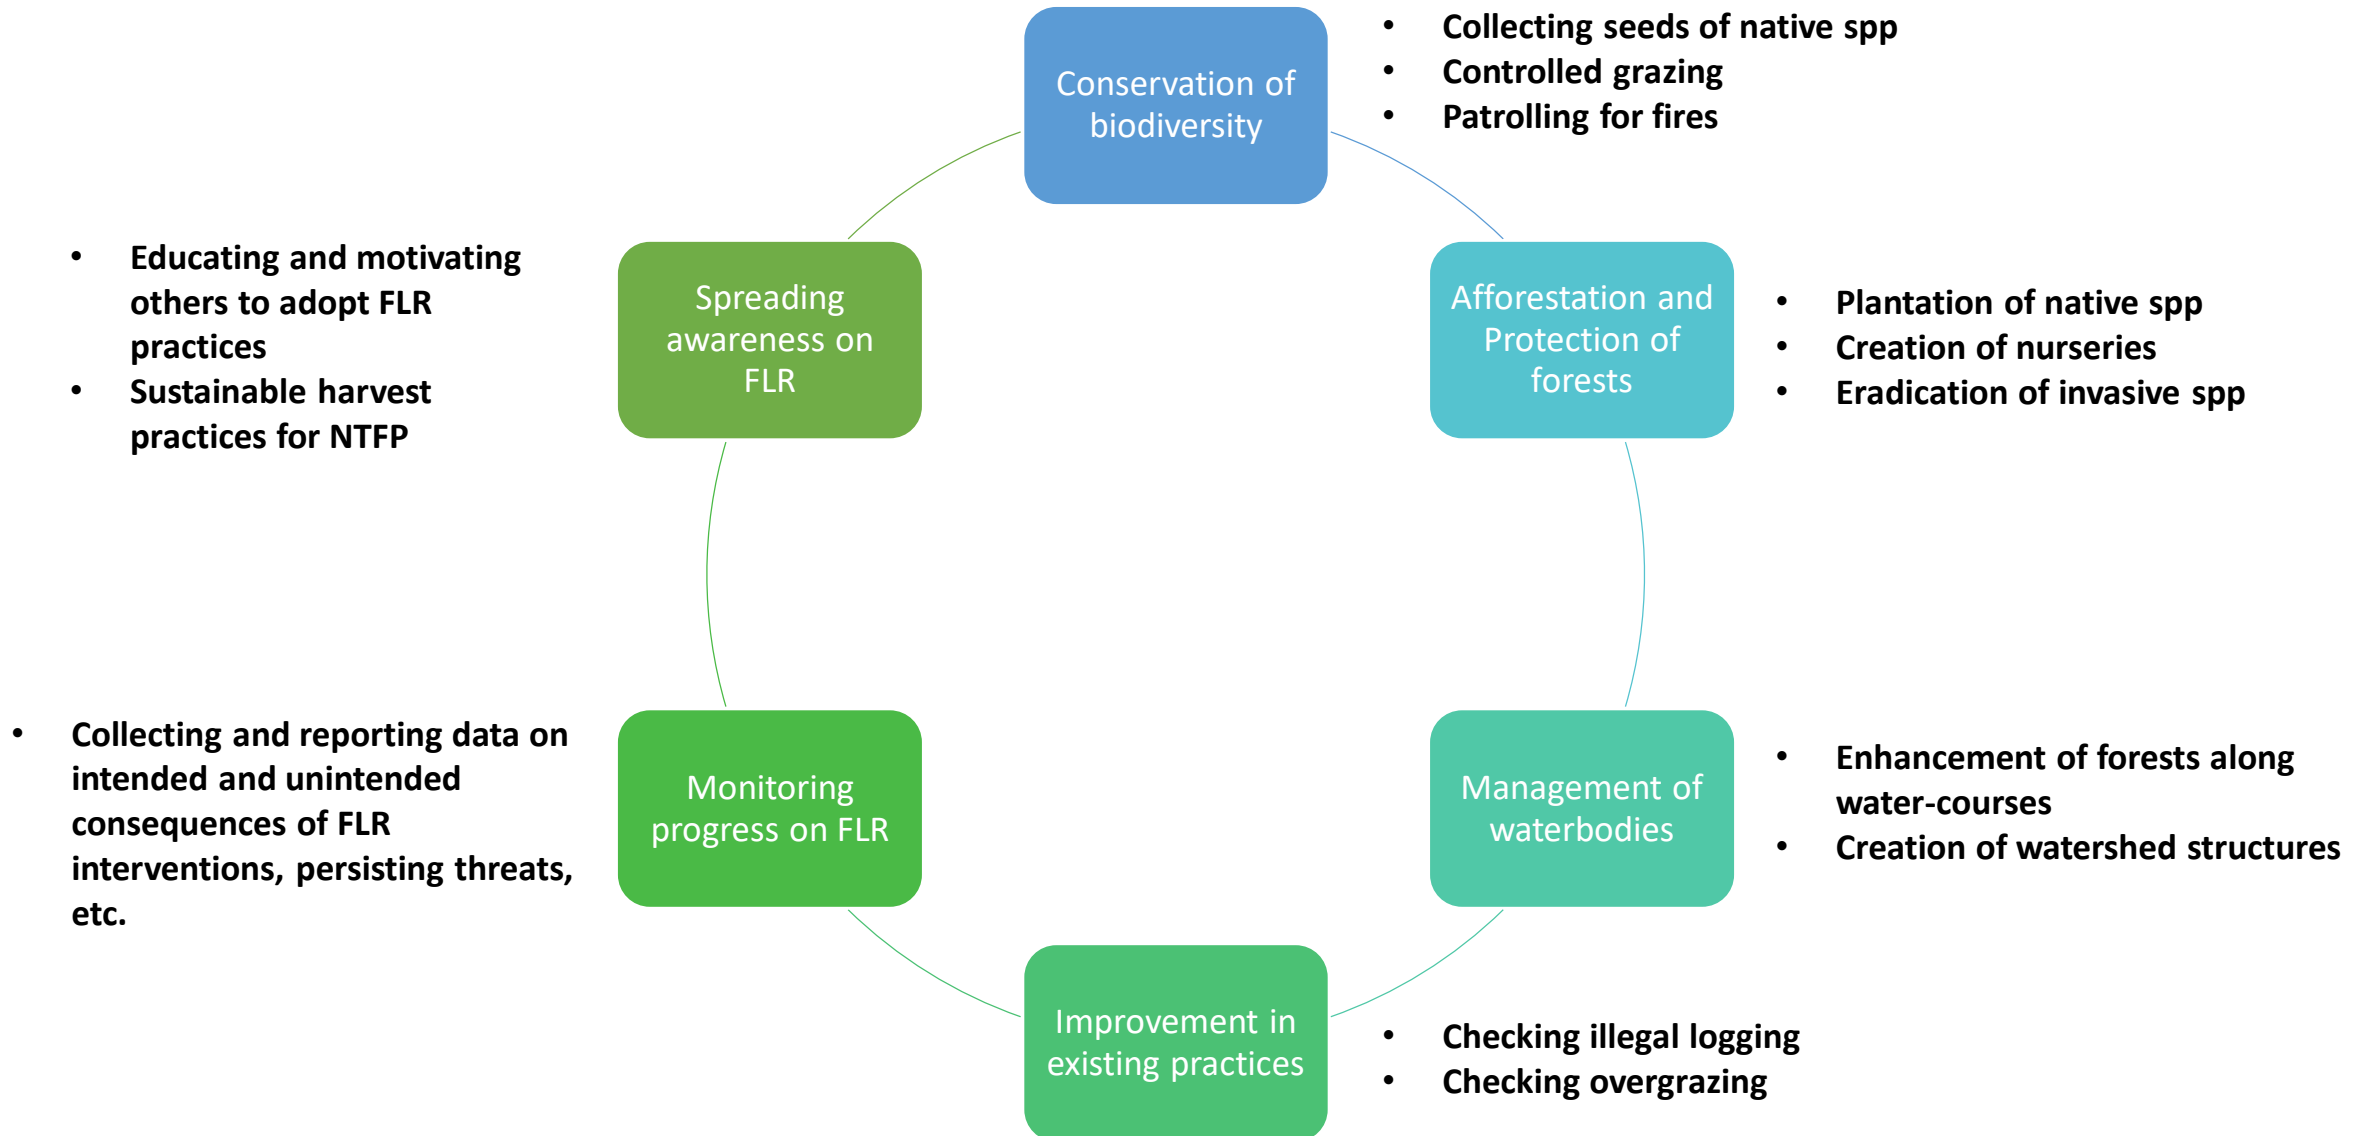 Conservation of
biodiversity
• Collecting seeds of native spp
• Controlled grazing
• Patrolling for fires
Afforestation and
Protection of
forests
• Plantation of native spp
• Creation of nurseries
• Eradication of invasive spp
Management of
waterbodies
• Enhancement of forests along
water-courses
• Creation of watershed structures
Improvement in
existing practices
• Checking illegal logging
• Checking overgrazing
Monitoring
progress on FLR
• Collecting and reporting data on
intended and unintended
consequences of FLR
interventions, persisting threats,
etc.
Spreading
awareness on
FLR
• Educating and motivating
others to adopt FLR
practices
• Sustainable harvest
practices for NTFP